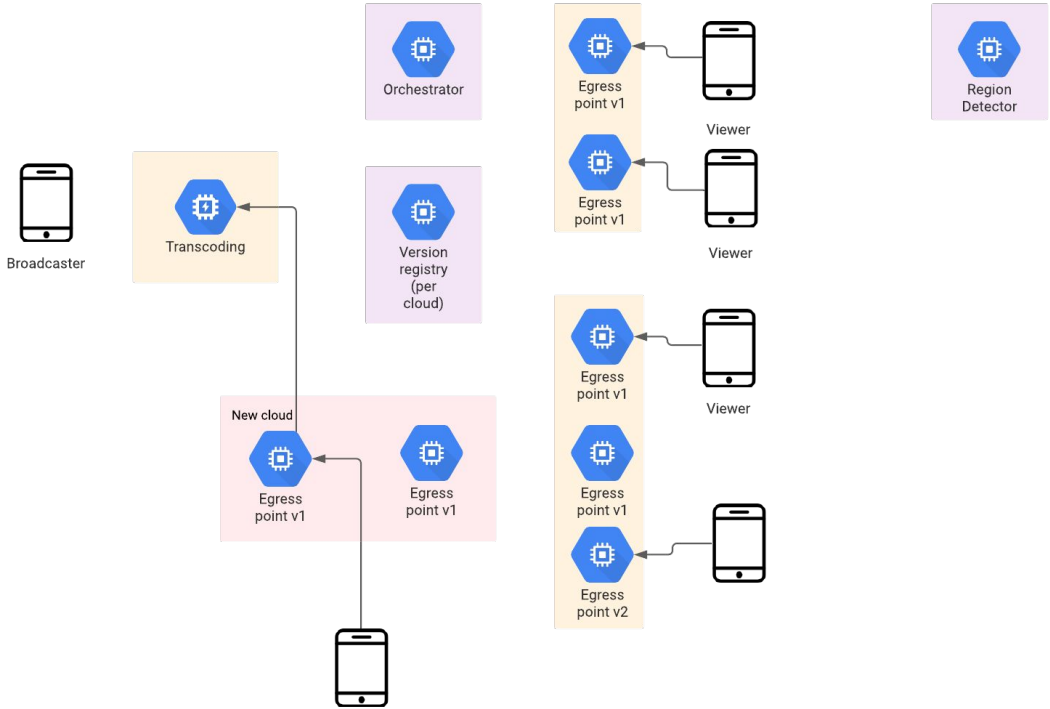 Orchestrator
Egress
point v1
Region
Detector
Viewer
Egress
point v1
Viewer
Broadcaster
Transcoding
Version
registry
(per
cloud)
Egress
point v1
Viewer
New cloud
Egress
point v1
Egress
point v1
Egress
point v1
Egress
point v2